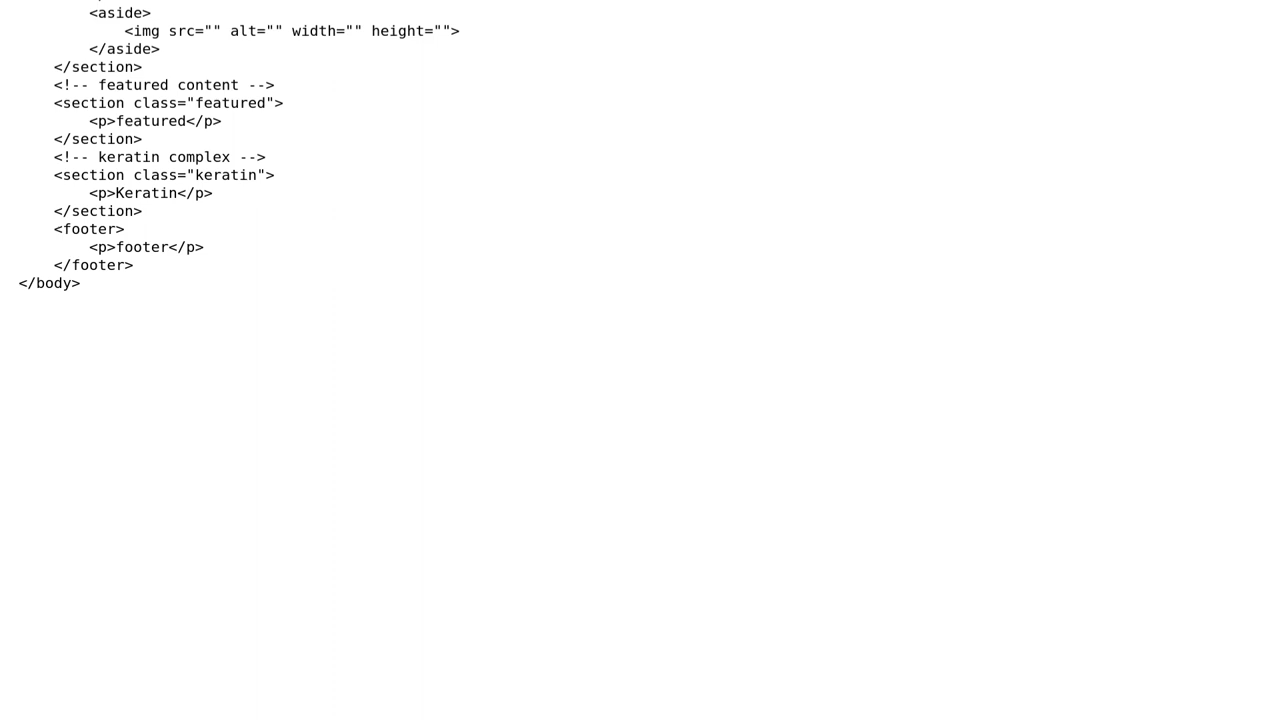 <aside>
<img src="" alt="" width="" height="">
</aside>
</section>
<!-- featured content -->
<section class="featured">
<p>featured</p>
</section>
<!-- keratin complex -->
<section class="keratin">
<p>Keratin</p>
</section>
<footer>
<p>footer</p>
</footer>
</body>